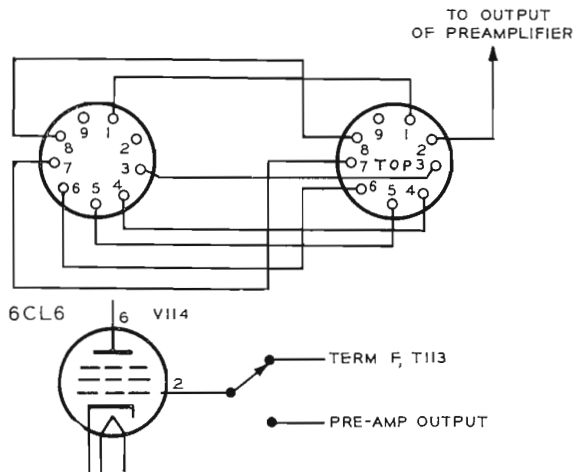 TO OUTPUT
OF PREAMPLIFIER
9 1
8 2
7 3
6 5 4
9 1
8 2
7 TOP 3
6 5 4
6CL6 6 V114
2
TERM F, T113
PRE-AMP OUTPUT